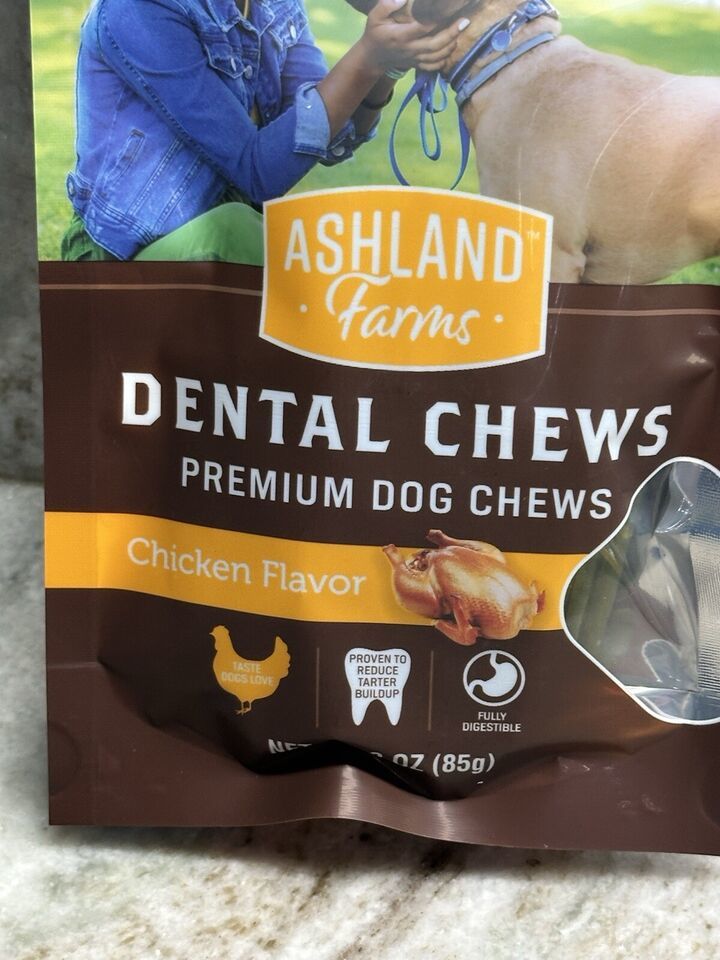 ASHLAND™
Farms
DENTAL CHEWS
PREMIUM DOG CHEWS
Chicken Flavor
TASTE
DOGS LOVE
PROVEN TO
REDUCE
TARTER
BUILDUP
FULLY
DIGESTIBLE
OZ (85g)